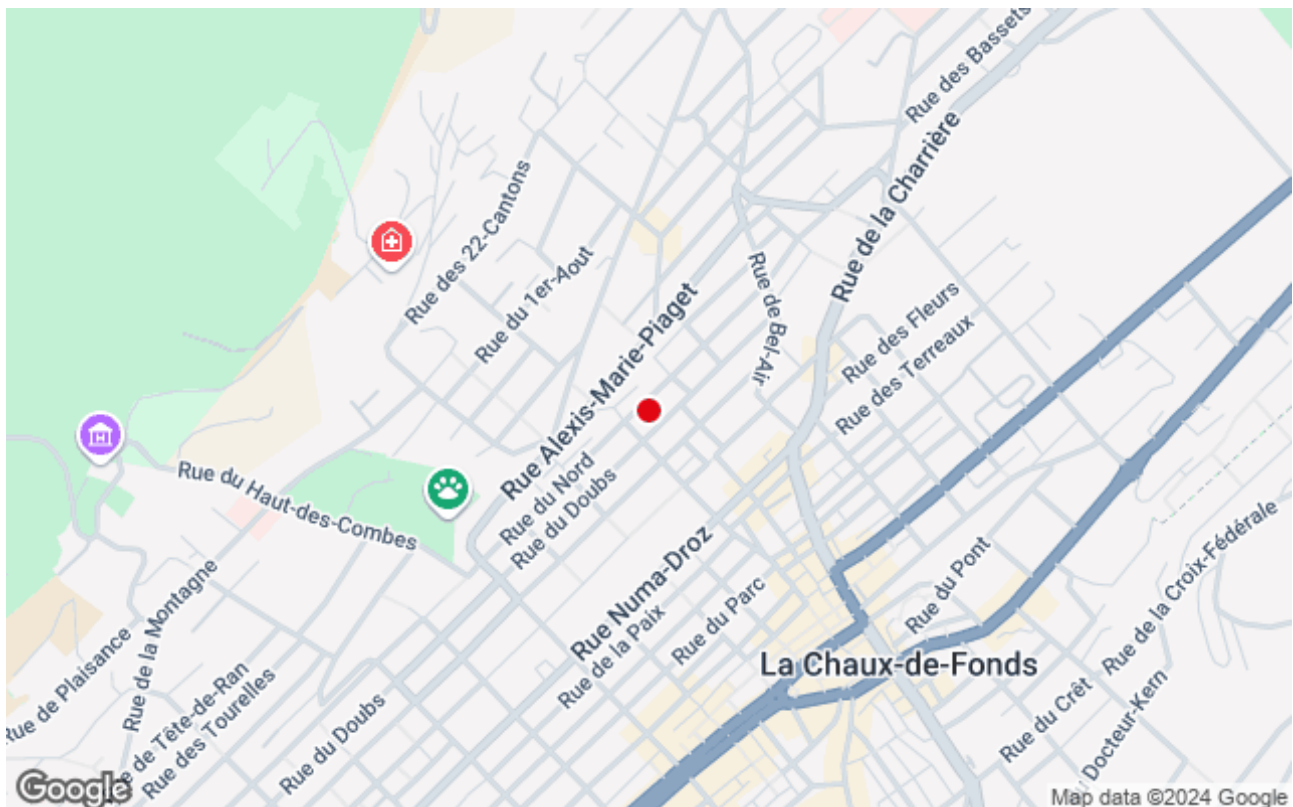 Rue des Bassets
Rue de la Charrière
Rue des 22-Cantons
Rue du 1er-Aout
Rue de Bel-Air
Rue Alexis-Marie-Piaget
Rue des Fleurs
Rue des Terreaux
Rue du Haut-des-Combes
Rue du Nord
Rue du Doubs
Rue Numa-Droz
Rue de la Croix-Fédérale
Rue du Pont
Rue de la Montagne
Rue du Parc
Rue de la Paix
La Chaux-de-Fonds
Rue de Plaisance
de Tête-de-Ran
Rue des Tourelles
Rue du Doubs
Rue du Crêt
Docteur-Kern
Google
Map data ©2024 Google